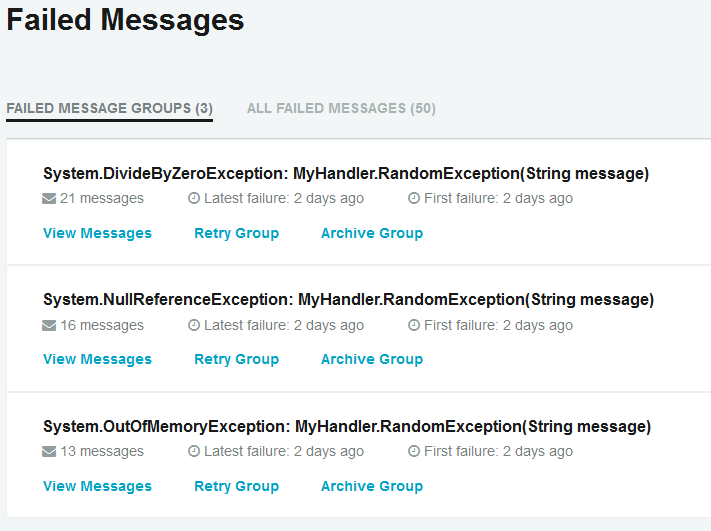 Failed Messages
FAILED MESSAGE GROUPS (3) ALL FAILED MESSAGES (50)
System.DivideByZeroException: MyHandler.RandomException(String message)
21 messages Latest failure: 2 days ago First failure: 2 days ago
View Messages Retry Group Archive Group
System.NullReferenceException: MyHandler.RandomException(String message)
16 messages Latest failure: 2 days ago First failure: 2 days ago
View Messages Retry Group Archive Group
System.OutOfMemoryException: MyHandler.RandomException(String message)
13 messages Latest failure: 2 days ago First failure: 2 days ago
View Messages Retry Group Archive Group